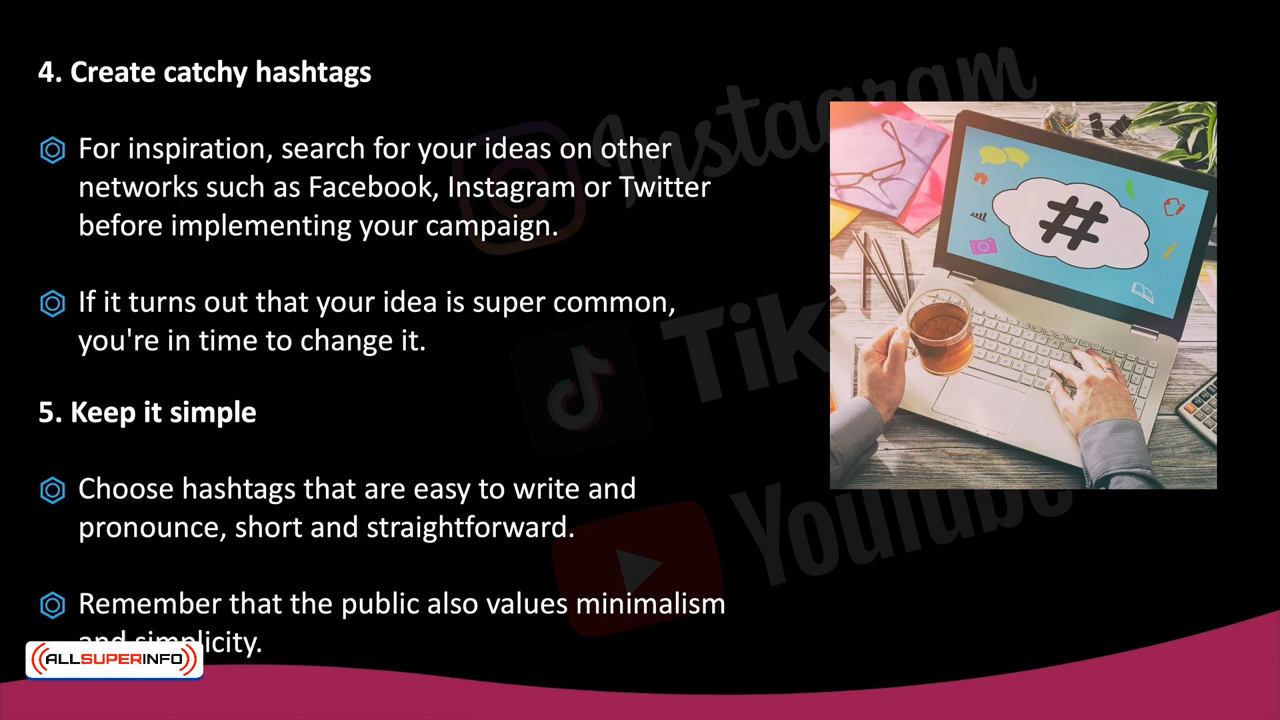 4. Create catchy hashtags
For inspiration, search for your ideas on other
networks such as Facebook, Instagram or Twitter
before implementing your campaign.
If it turns out that your idea is super common,
you're in time to change it.
5. Keep it simple
Choose hashtags that are easy to write and
pronounce, short and straightforward.
Remember that the public also values minimalism
and simplicity.
ALLSUPERINFO
Instagram
Tik
YouTube
#